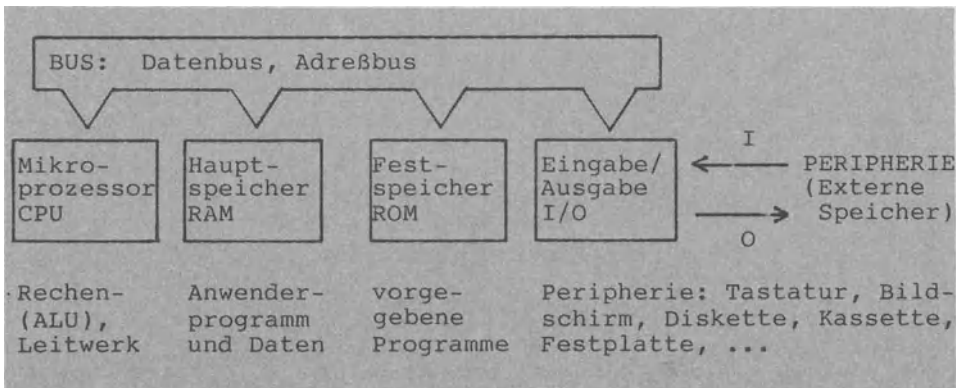 BUS: Datenbus, Adreßbus
Mikro-
prozessor
CPU
Haupt-
speicher
RAM
Fest-
speicher
ROM
Eingabe/
Ausgabe
I/O
I
O
PERIPHERIE
(Externe
Speicher)
Rechen-
(ALU),
Leitwerk
Anwender-
programm
und Daten
vorge-
gebene
Programme
Peripherie: Tastatur, Bild-
schirm, Diskette, Kassette,
Festplatte, ...